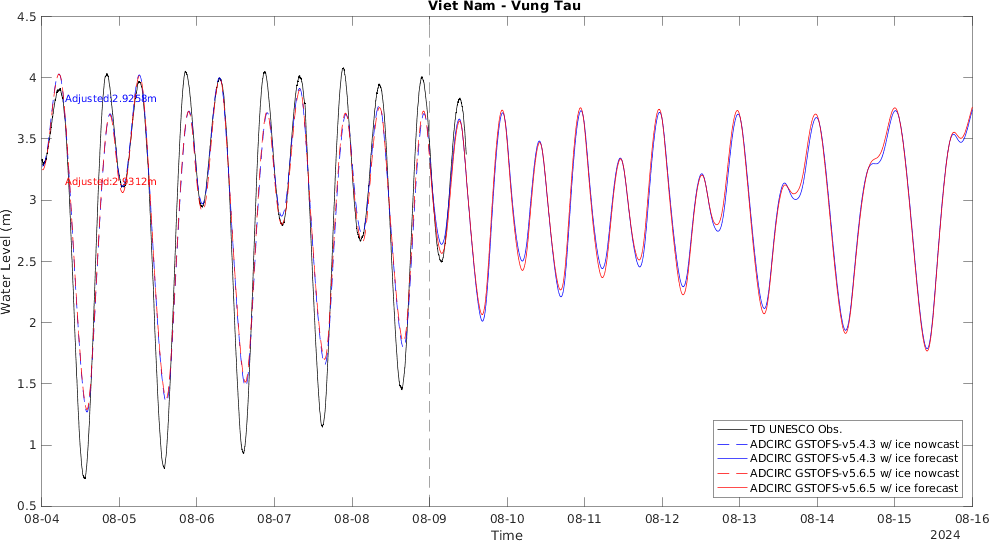 Viet Nam - Vung Tau
Water Level (m)
4.5
4
3.5
3
2.5
2
1.5
1
0.5
Adjusted:2.9258m
Adjusted:2.9312m
TD UNESCO Obs.
ADCIRC GSTOFS-v5.4.3 w/ ice nowcast
ADCIRC GSTOFS-v5.4.3 w/ ice forecast
ADCIRC GSTOFS-v5.6.5 w/ ice nowcast
ADCIRC GSTOFS-v5.6.5 w/ ice forecast
08-04 08-05 08-06 08-07 08-08 08-09 08-10 08-11 08-12 08-13 08-14 08-15 08-16
Time
2024